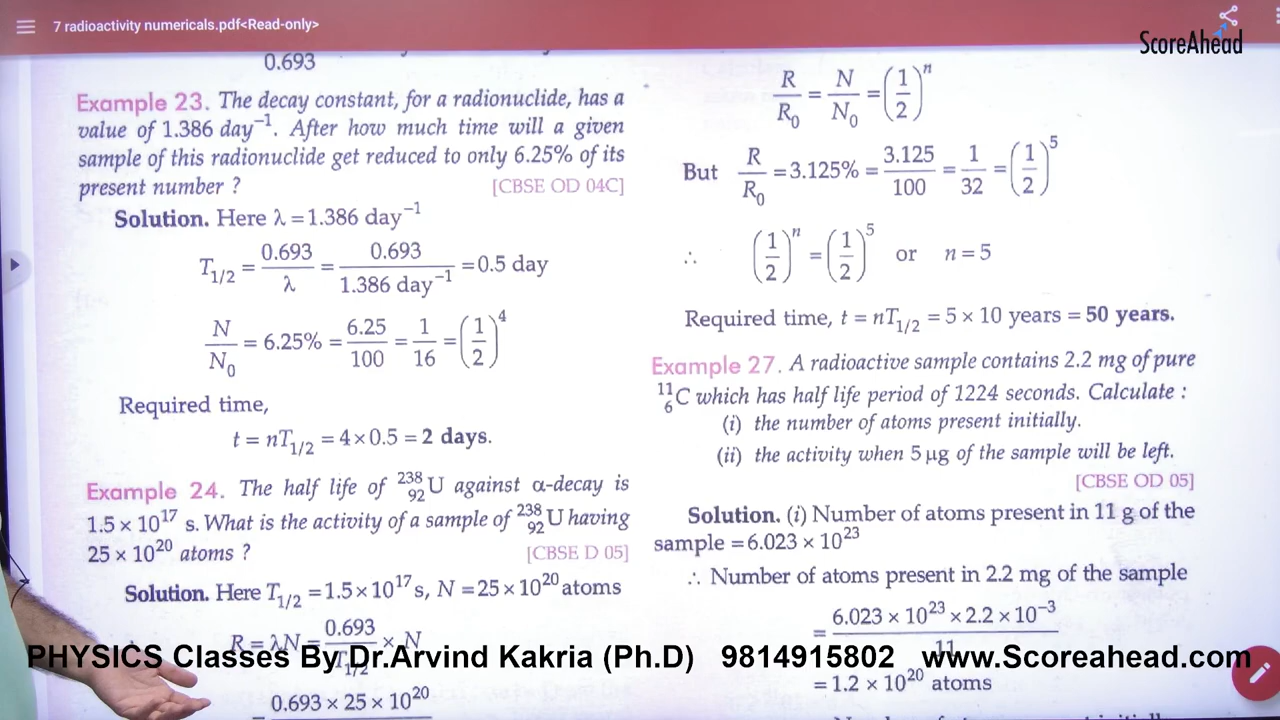 7 radioactivity numericals.pdf<Read-only>
ScoreAhead
0.693
Example 23. The decay constant, for a radionuclide, has a
value of 1.386 day⁻¹. After how much time will a given
sample of this radionuclide get reduced to only 6.25% of its
present number ? [CBSE OD 04C]
Solution. Here λ = 1.386 day⁻¹
T₁/₂ = 0.693/λ = 0.693/1.386 day⁻¹ = 0.5 day
N/N₀ = 6.25% = 6.25/100 = 1/16 = (1/2)⁴
Required time,
t = nT₁/₂ = 4 × 0.5 = 2 days.
Example 24. The half life of ²³⁸₉₂U against α-decay is
1.5 × 10¹⁷ s. What is the activity of a sample of ²³⁸₉₂U having
25 × 10²⁰ atoms ? [CBSE D 05]
Solution. Here T₁/₂ = 1.5 × 10¹⁷ s, N = 25 × 10²⁰ atoms
R = λN = 0.693/T₁/₂ × N
= 0.693 × 25 × 10²⁰
R/R₀ = N/N₀ = (1/2)ⁿ
But R/R₀ = 3.125% = 3.125/100 = 1/32 = (1/2)⁵
∴ (1/2)ⁿ = (1/2)⁵ or n = 5
Required time, t = nT₁/₂ = 5 × 10 years = 50 years.
Example 27. A radioactive sample contains 2.2 mg of pure
¹¹₆C which has half life period of 1224 seconds. Calculate :
(i) the number of atoms present initially.
(ii) the activity when 5 μg of the sample will be left.
[CBSE OD 05]
Solution. (i) Number of atoms present in 11 g of the
sample = 6.023 × 10²³
∴ Number of atoms present in 2.2 mg of the sample
= 6.023 × 10²³ × 2.2 × 10⁻³/11
= 1.2 × 10²⁰ atoms
PHYSICS Classes By Dr.Arvind Kakria (Ph.D) 9814915802 www.Scoreahead.com